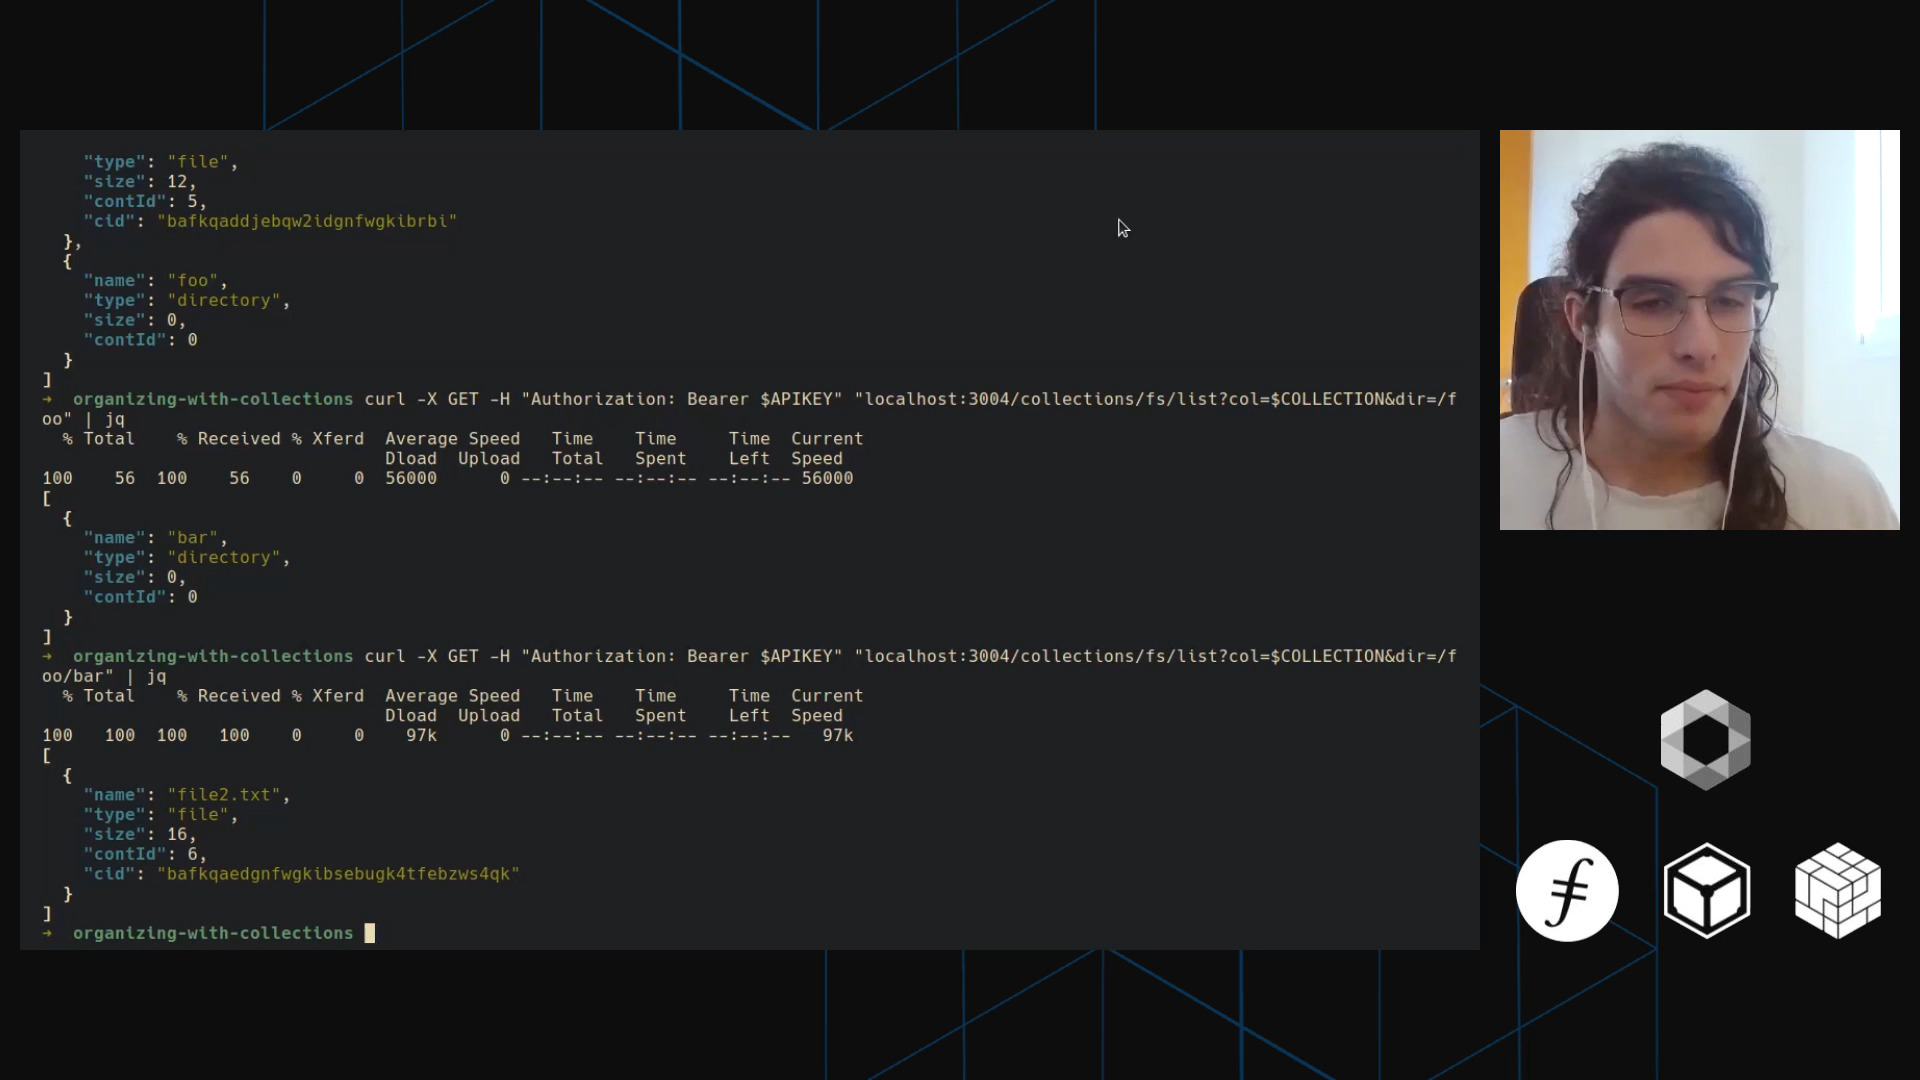 "type": "file",
"size": 12,
"contId": 5,
"cid": "bafkqaddjebqw2idgnfwgkibrbi"
},
{
"name": "foo",
"type": "directory",
"size": 0,
"contId": 0
}
]
→ organizing-with-collections curl -X GET -H "Authorization: Bearer $APIKEY" "localhost:3004/collections/fs/list?col=$COLLECTION&dir=/f
oo" | jq
% Total % Received % Xferd Average Speed Time Time Time Current
Dload Upload Total Spent Left Speed
100 56 100 56 0 0 56000 0 --:--:-- --:--:-- --:--:-- 56000
[
{
"name": "bar",
"type": "directory",
"size": 0,
"contId": 0
}
]
→ organizing-with-collections curl -X GET -H "Authorization: Bearer $APIKEY" "localhost:3004/collections/fs/list?col=$COLLECTION&dir=/f
oo/bar" | jq
% Total % Received % Xferd Average Speed Time Time Time Current
Dload Upload Total Spent Left Speed
100 100 100 100 0 0 97k 0 --:--:-- --:--:-- --:--:-- 97k
[
{
"name": "file2.txt",
"type": "file",
"size": 16,
"contId": 6,
"cid": "bafkqaedgnfwgkibsebugk4tfebzws4qk"
}
]
→ organizing-with-collections